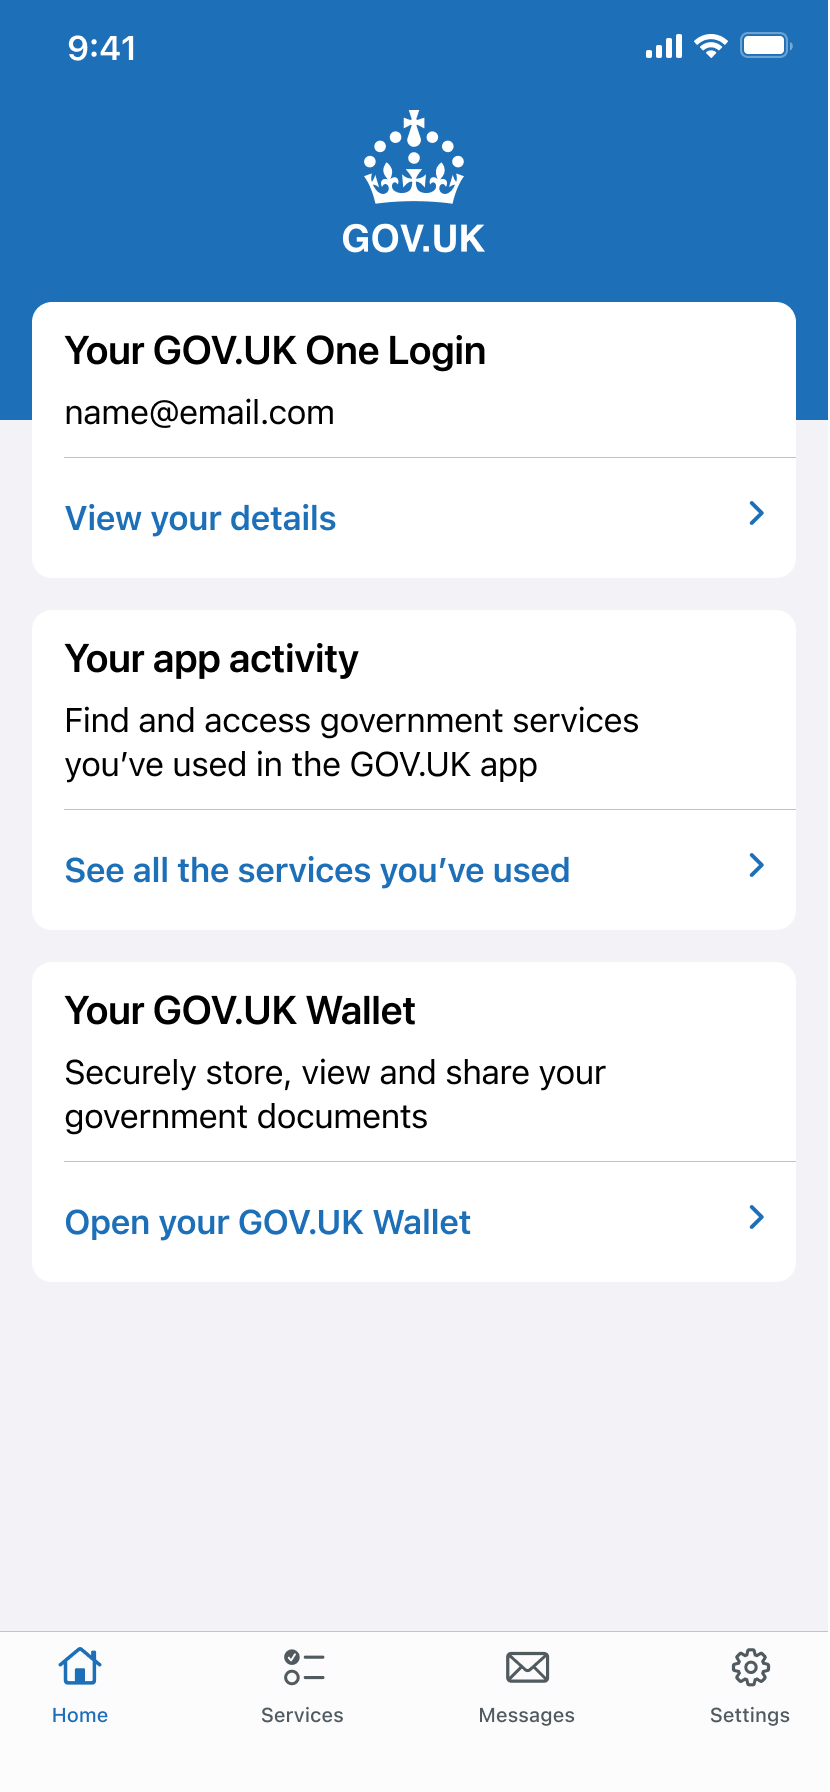 9:41
GOV.UK
Your GOV.UK One Login
name@email.com
View your details
Your app activity
Find and access government services
you’ve used in the GOV.UK app
See all the services you’ve used
Your GOV.UK Wallet
Securely store, view and share your
government documents
Open your GOV.UK Wallet
Home
Services
Messages
Settings